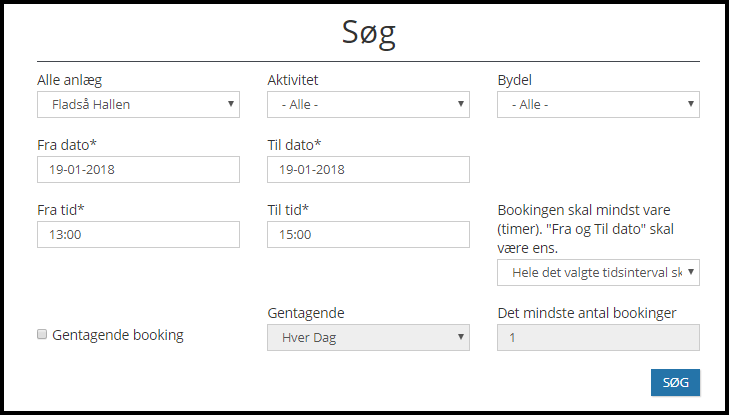 Søg
Alle anlæg
Aktivitet
Bydel
Fladså Hallen
- Alle -
- Alle -
Fra dato*
Til dato*
19-01-2018
19-01-2018
Fra tid*
Til tid*
Bookingen skal mindst vare
(timer). "Fra og Til dato" skal
være ens.
13:00
15:00
Hele det valgte tidsinterval sk
Gentagende booking
Gentagende
Det mindste antal bookinger
Hver Dag
1
SØG